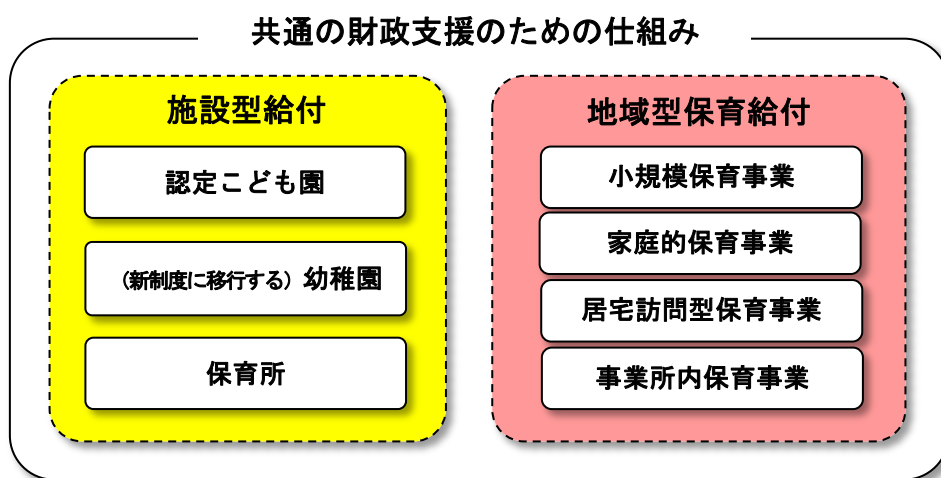 共通の財政支援のための仕組み
施設型給付
認定こども園
(新制度に移行する) 幼稚園
保育所
地域型保育給付
小規模保育事業
家庭的保育事業
居宅訪問型保育事業
事業所内保育事業